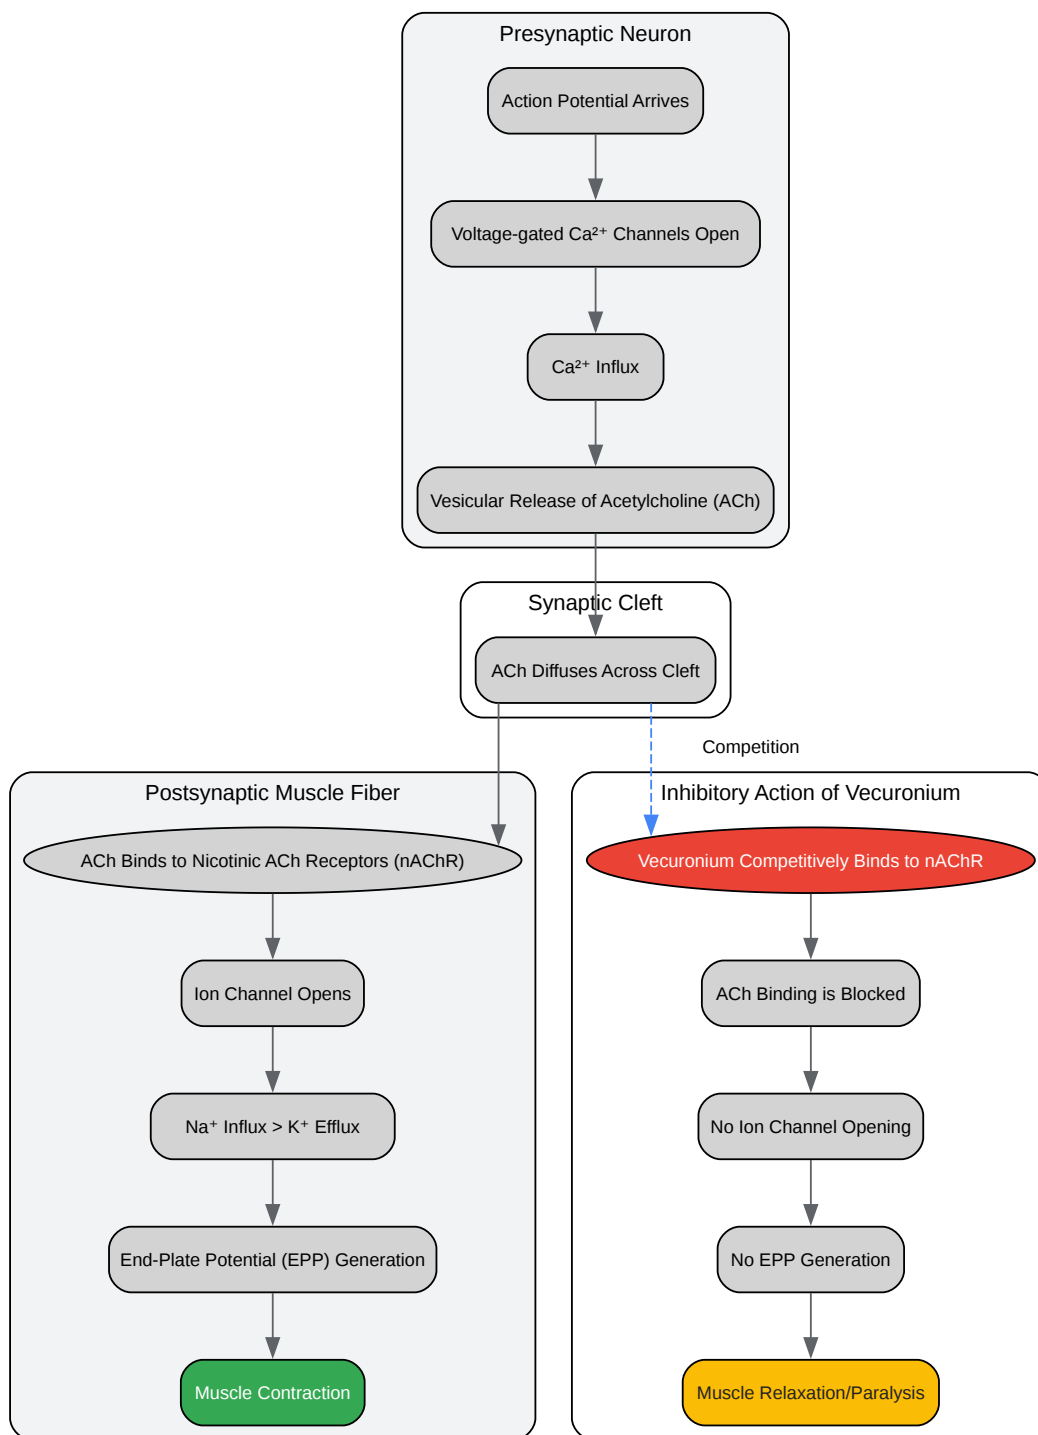 Presynaptic Neuron
Action Potential Arrives
Voltage-gated Ca²⁺ Channels Open
Ca²⁺ Influx
Vesicular Release of Acetylcholine (ACh)
Synaptic Cleft
ACh Diffuses Across Cleft
Competition
Postsynaptic Muscle Fiber
ACh Binds to Nicotinic ACh Receptors (nAChR)
Ion Channel Opens
Na⁺ Influx > K⁺ Efflux
End-Plate Potential (EPP) Generation
Muscle Contraction
Inhibitory Action of Vecuronium
Vecuronium Competitively Binds to nAChR
ACh Binding is Blocked
No Ion Channel Opening
No EPP Generation
Muscle Relaxation/Paralysis